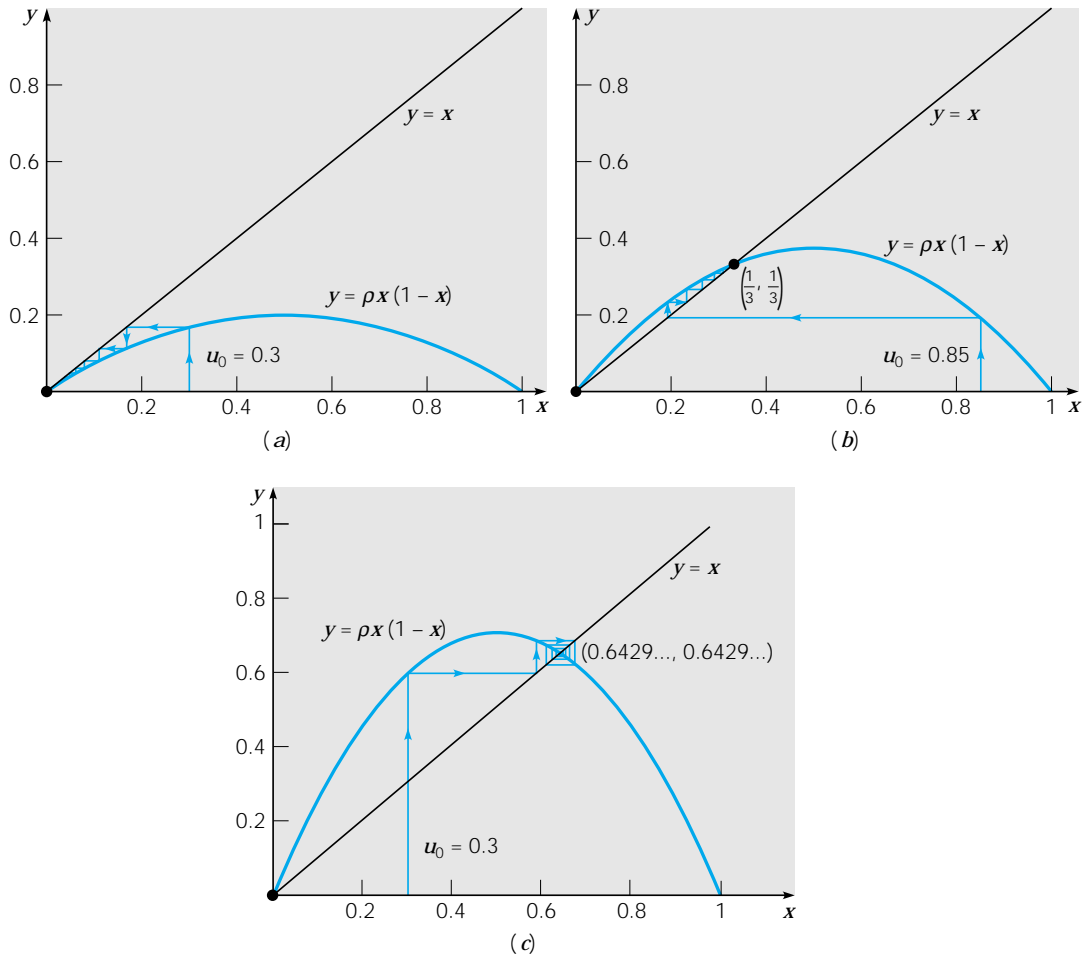 y
0.8
0.6
0.4
0.2
y = x
y = ρx (1 – x)
u₀ = 0.3
0.2 0.4 0.6 0.8 1 x
(a)
y
0.8
0.6
0.4
0.2
y = x
y = ρx (1 – x)
(1/3, 1/3)
u₀ = 0.85
0.2 0.4 0.6 0.8 1 x
(b)
y
1
0.8
0.6
0.4
0.2
y = x
y = ρx (1 – x)
(0.6429..., 0.6429...)
u₀ = 0.3
0.2 0.4 0.6 0.8 1 x
(c)